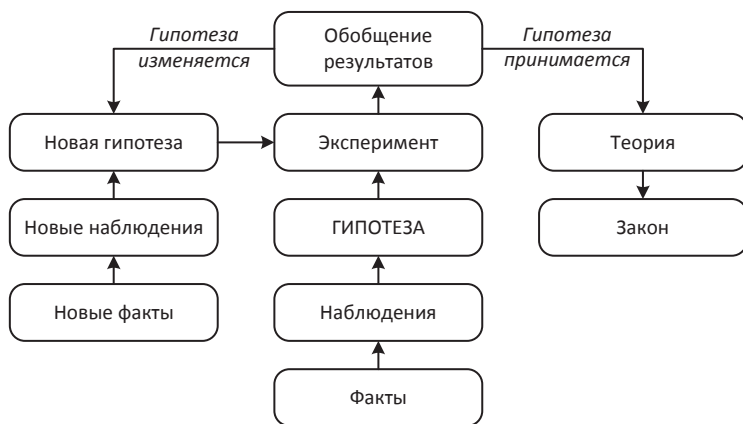 Гипотеза
изменяется
Обобщение
результатов
Гипотеза
принимается
Новая гипотеза
Эксперимент
Теория
Новые наблюдения
ГИПОТЕЗА
Закон
Новые факты
Наблюдения
Факты